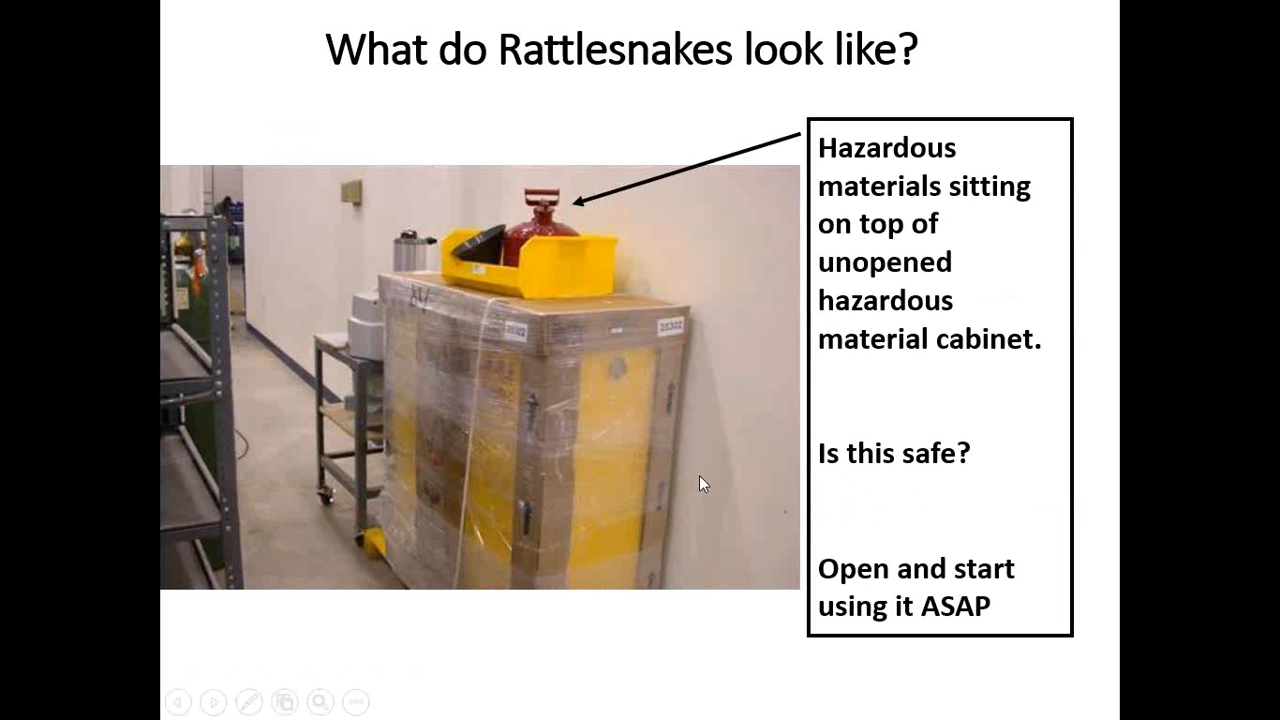 What do Rattlesnakes look like?
Hazardous
materials sitting
on top of
unopened
hazardous
material cabinet.
Is this safe?
Open and start
using it ASAP